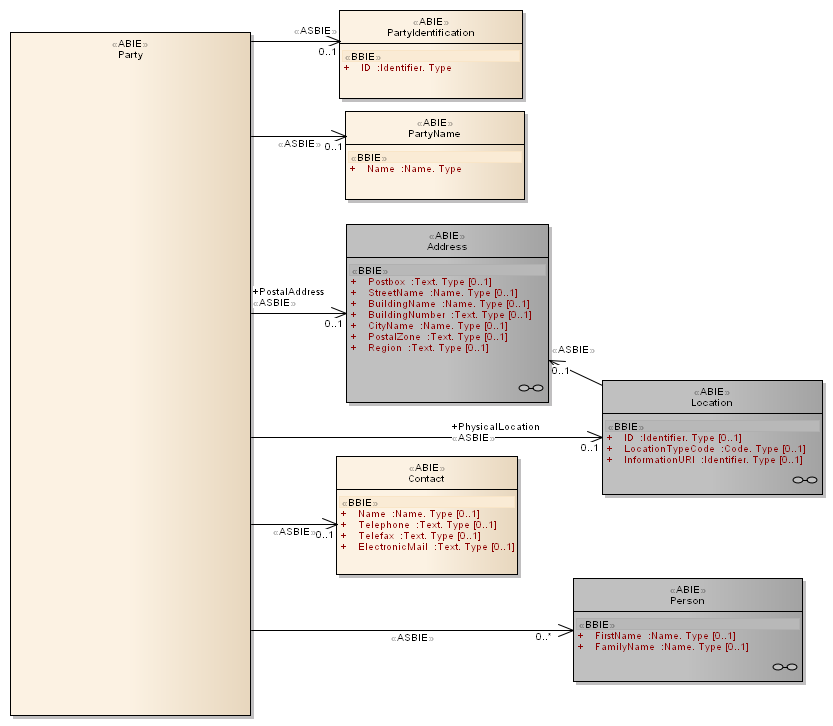 «ABIE»
Party
«ASBIE»
0..1
«ABIE»
PartyIdentification
«BBIE»
+ ID :Identifier. Type
«ASBIE»
0..1
«ABIE»
PartyName
«BBIE»
+ Name :Name. Type
+PostalAddress
«ASBIE»
0..1
«ABIE»
Address
«BBIE»
+ Postbox :Text. Type [0..1]
+ StreetName :Name. Type [0..1]
+ BuildingName :Name. Type [0..1]
+ BuildingNumber :Text. Type [0..1]
+ CityName :Name. Type [0..1]
+ PostalZone :Text. Type [0..1]
+ Region :Text. Type [0..1]
«ASBIE»
0..1
+PhysicalLocation
«ASBIE»
0..1
«ABIE»
Location
«BBIE»
+ ID :Identifier. Type [0..1]
+ LocationTypeCode :Code. Type [0..1]
+ InformationURI :Identifier. Type [0..1]
«ASBIE»
0..1
«ABIE»
Contact
«BBIE»
+ Name :Name. Type [0..1]
+ Telephone :Text. Type [0..1]
+ Telefax :Text. Type [0..1]
+ ElectronicMail :Text. Type [0..1]
«ASBIE»
0..*
«ABIE»
Person
«BBIE»
+ FirstName :Name. Type [0..1]
+ FamilyName :Name. Type [0..1]